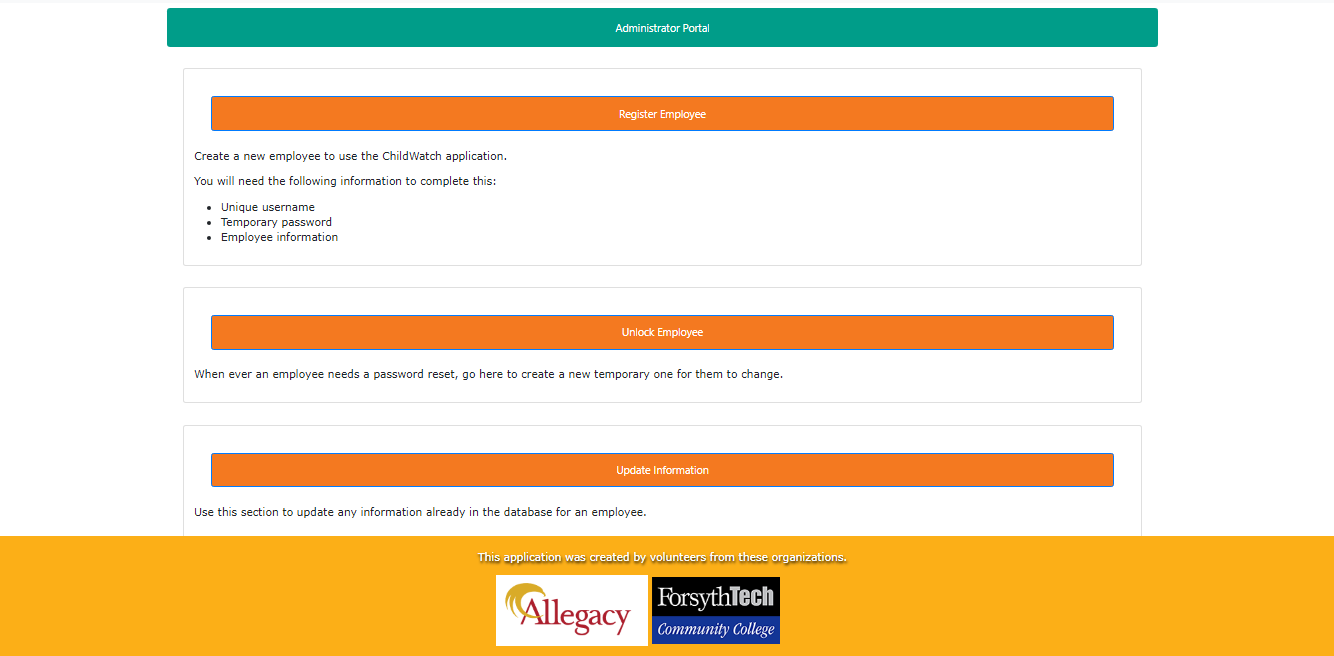 Administrator Portal
Register Employee
Create a new employee to use the ChildWatch application.
You will need the following information to complete this:
Unique username
Temporary password
Employee information
Unlock Employee
When ever an employee needs a password reset, go here to create a new temporary one for them to change.
Update Information
Use this section to update any information already in the database for an employee.
This application was created by volunteers from these organizations.
Allegacy
ForsythTech
Community College